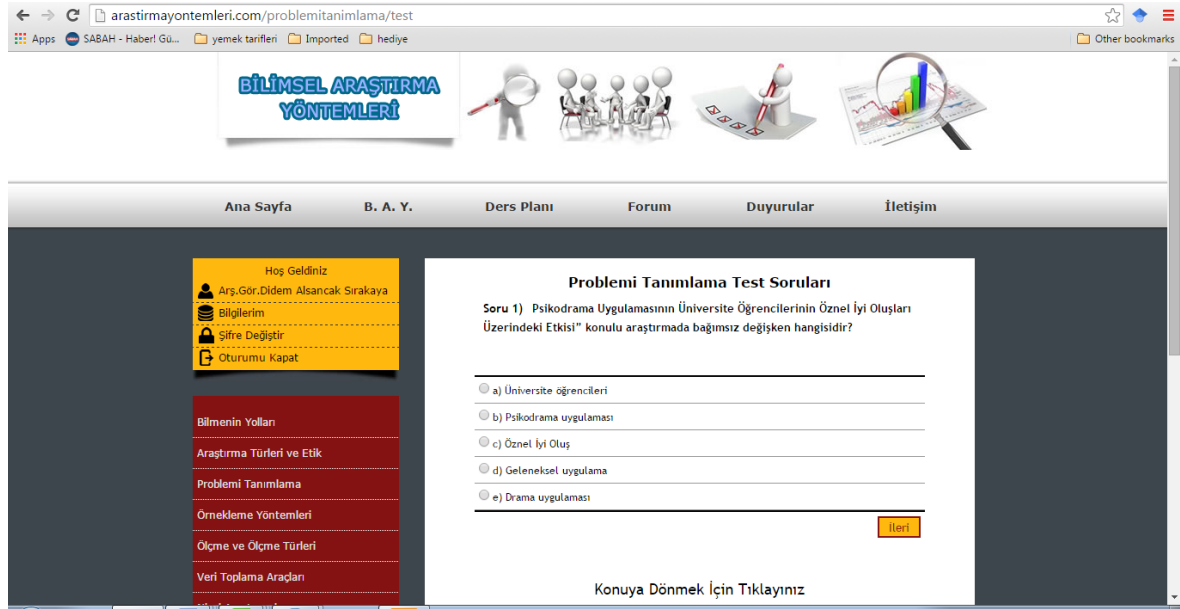 arastirmayontemleri.com/problemitanimlama/test
Apps SABAH - Haber! Gü... yemek tarifleri Imported hediye Other bookmarks
BİLİMSEL ARAŞTIRMA
YÖNTEMLERİ
Ana Sayfa B. A. Y. Ders Planı Forum Duyurular İletişim
Hoş Geldiniz
Arş.Gör.Didem Alsancak Sırakaya
Bilgilerim
Şifre Değiştir
Oturumu Kapat
Bilmenin Yolları
Araştırma Türleri ve Etik
Problemi Tanımlama
Örnekleme Yöntemleri
Ölçme ve Ölçme Türleri
Veri Toplama Araçları
Problemi Tanımlama Test Soruları
Soru 1) Psikodrama Uygulamasının Üniversite Öğrencilerinin Öznel İyi Oluşları
Üzerindeki Etkisi” konulu araştırmada bağımsız değişken hangisidir?
a) Üniversite öğrencileri
b) Psikodrama uygulaması
c) Öznel İyi Oluş
d) Geleneksel uygulama
e) Drama uygulaması
İleri
Konuya Dönmek İçin Tıklayınız